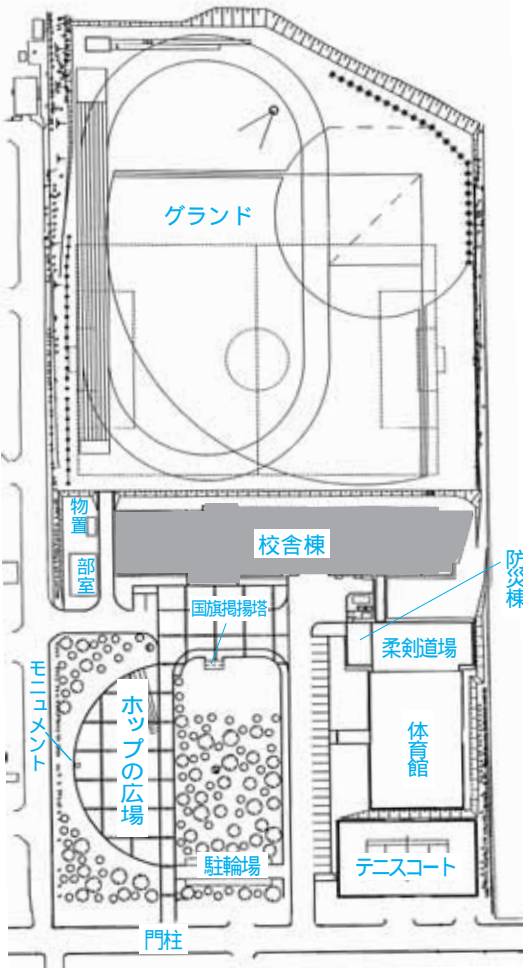 グランド
物置
校舎棟
部室
防災棟
国旗掲揚塔
柔剣道場
モニュメント
ホップの広場
体育館
駐輪場
テニスコート
門柱